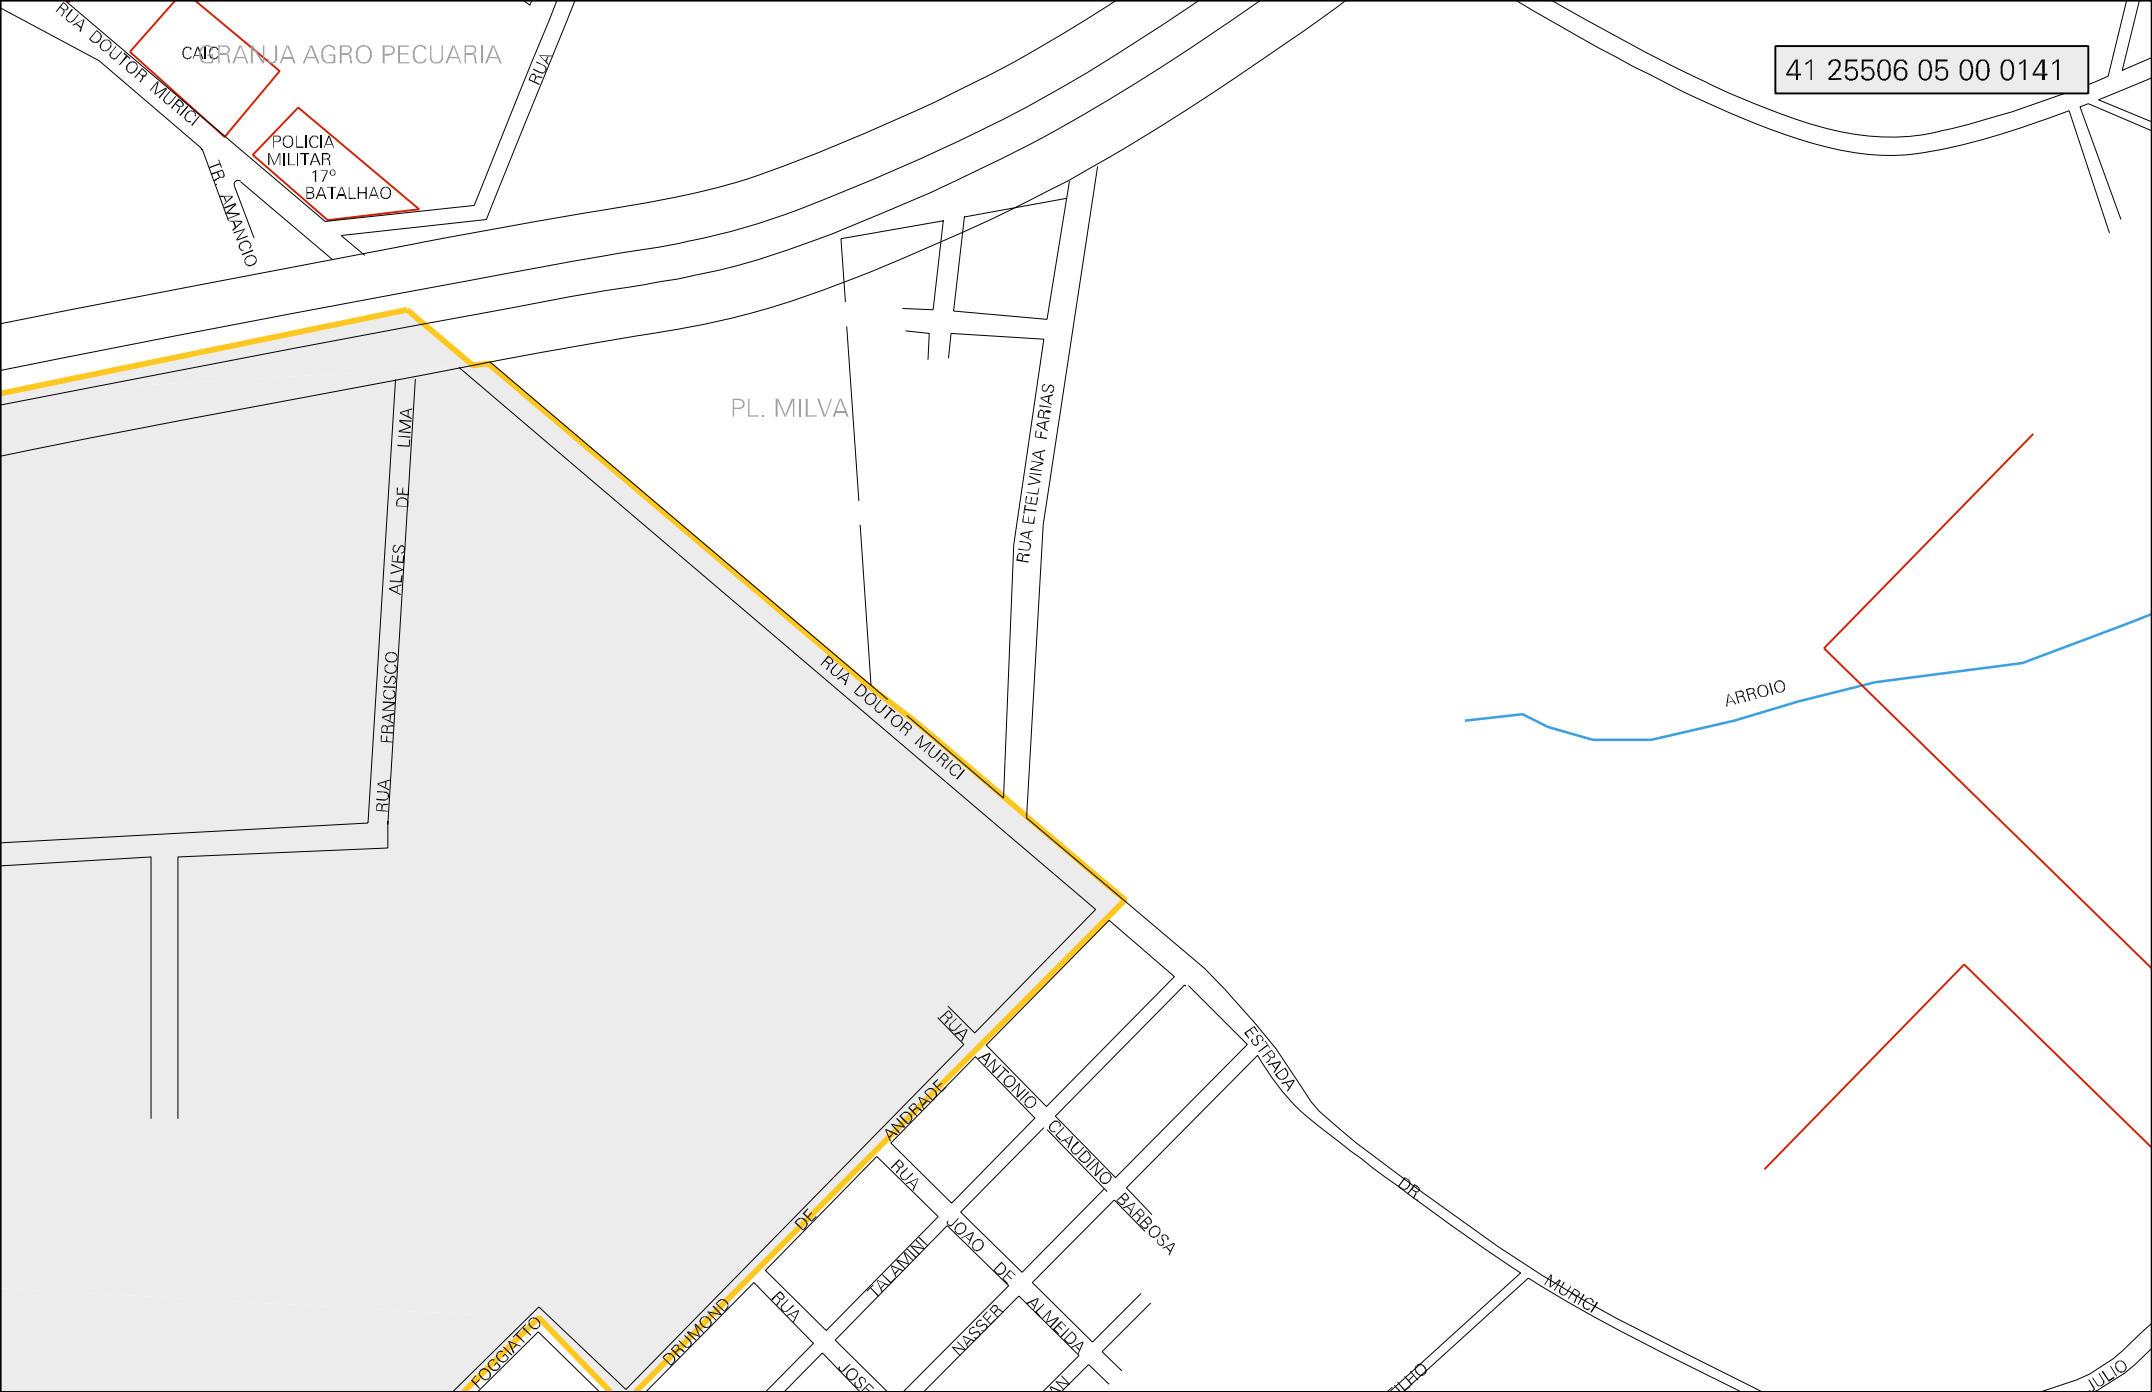 RUA DOUTOR MURICI
CAIC
GRANJA AGRO PECUARIA
RUA
41 25506 05 00 0141
POLICIA
MILITAR
17º
BATALHAO
TR. AMANCIO
PL. MILVA
RUA FRANCISCO ALVES DE LIMA
RUA ETELVINA FARIAS
RUA DOUTOR MURICI
ARROIO
RUA ANTONIO CLAUDINO BARBOSA
ESTRADA DR MURICI
DRUMOND DE ANDRADE
RUA JOAO DE ALMEIDA
TALAMINI
NASSER
RUA JOSE
FOGGIATTO
JULIO